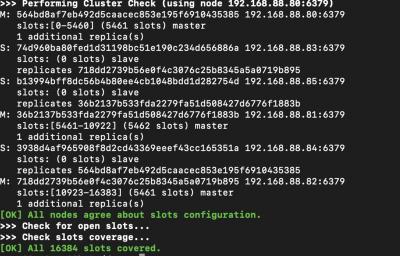 >>> Performing Cluster Check (using node 192.168.88.80:6379)
M: 564bd8af7eb492d5caacec853e195f6910435385 192.168.88.80:6379
slots:[0-5460] (5461 slots) master
1 additional replica(s)
S: 74d960ba80fed1d31198bc51e190c234d656886a 192.168.88.83:6379
slots: (0 slots) slave
replicates 718dd2739b56e0f4c3076c25b8345a5a0719b895
S: b13994bff8dc56b4b80ee4cb1048bdd1d282754d 192.168.88.85:6379
slots: (0 slots) slave
replicates 36b2137b533fda2279fa51d508427d6776f1883b
M: 36b2137b533fda2279fa51d508427d6776f1883b 192.168.88.81:6379
slots:[5461-10922] (5462 slots) master
1 additional replica(s)
S: 3938d4af965908f8d2cd43369eeef43cc165351a 192.168.88.84:6379
slots: (0 slots) slave
replicates 564bd8af7eb492d5caacec853e195f6910435385
M: 718dd2739b56e0f4c3076c25b8345a5a0719b895 192.168.88.82:6379
slots:[10923-16383] (5461 slots) master
1 additional replica(s)
[OK] All nodes agree about slots configuration.
>>> Check for open slots...
>>> Check slots coverage...
[OK] All 16384 slots covered.